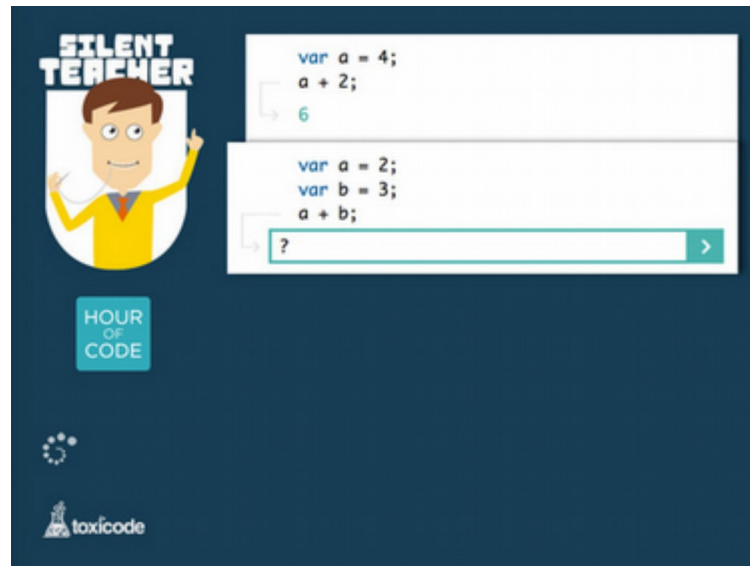 SILENT
TEACHER
var a = 4;
a + 2;
6
var a = 2;
var b = 3;
a + b;
?
>
HOUR
OF
CODE
toxicode